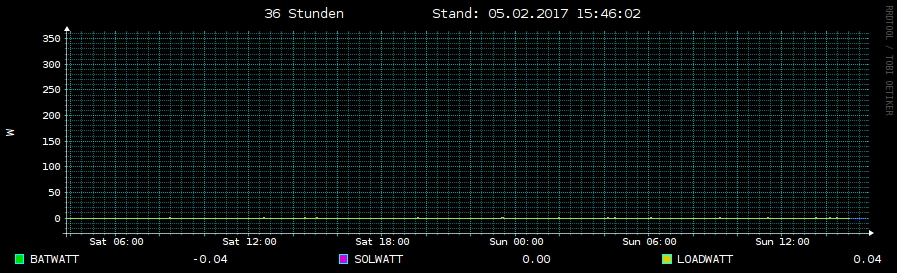 36 Stunden Stand: 05.02.2017 15:46:02
RRDTOOL / TOBI OETIKER
350
300
250
200
150
100
50
0
W
Sat 06:00 Sat 12:00 Sat 18:00 Sun 00:00 Sun 06:00 Sun 12:00
BATWATT -0.04 SOLWATT 0.00 LOADWATT 0.04